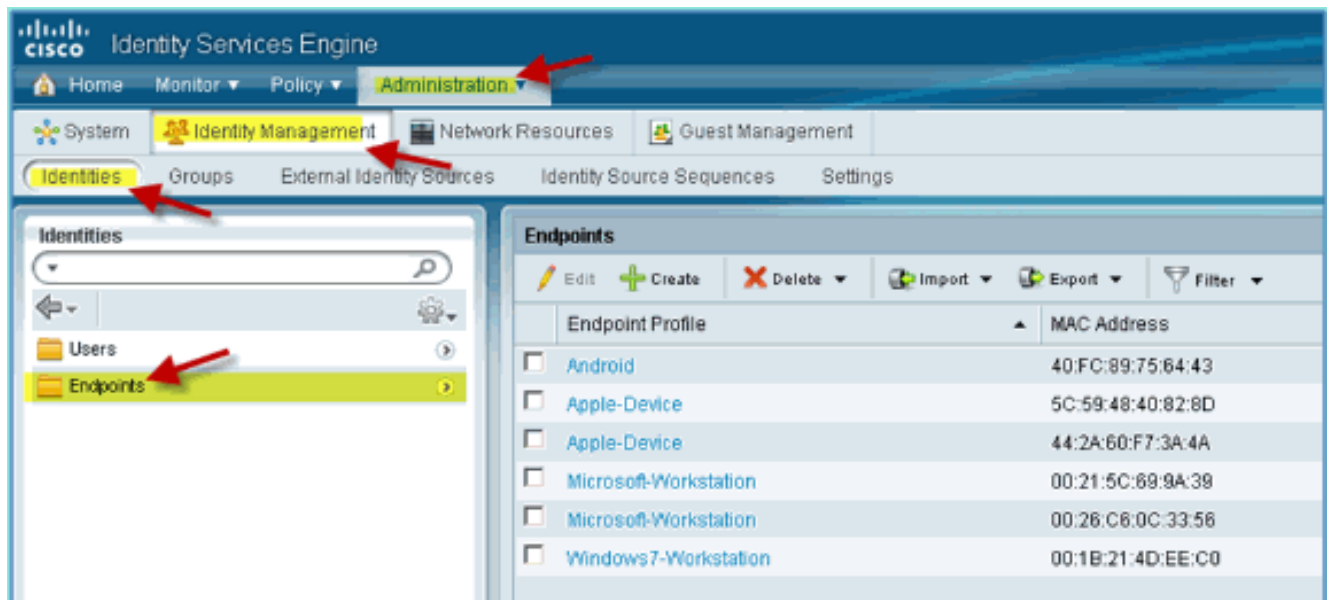 cisco Identity Services Engine
Home Monitor Policy Administration
System Identity Management Network Resources Guest Management
Identities Groups External Identity Sources Identity Source Sequences Settings
Identities
Users
Endpoints
Endpoints
Edit Create Delete Import Export Filter
Endpoint Profile MAC Address
Android 40:FC:89:75:64:43
Apple-Device 5C:59:48:40:82:8D
Apple-Device 44:2A:60:F7:3A:4A
Microsoft-Workstation 00:21:5C:69:9A:39
Microsoft-Workstation 00:26:C6:0C:33:56
Windows7-Workstation 00:1B:21:4D:EE:C0